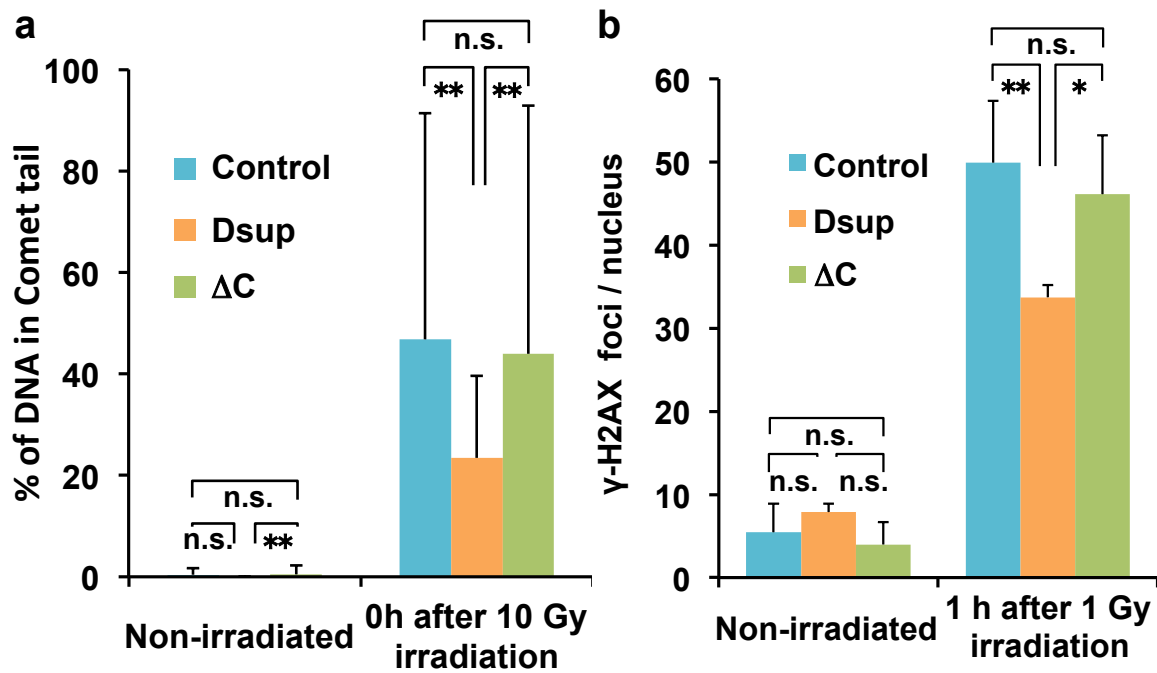 a
n.s.
** **
100
80
60
40
20
0
% of DNA in Comet tail
Control
Dsup
ΔC
n.s.
n.s. **
Non-irradiated
0h after 10 Gy
irradiation
b
n.s.
** *
60
50
40
30
20
10
0
γ-H2AX foci / nucleus
Control
Dsup
ΔC
n.s.
n.s. n.s.
Non-irradiated
1 h after 1 Gy
irradiation